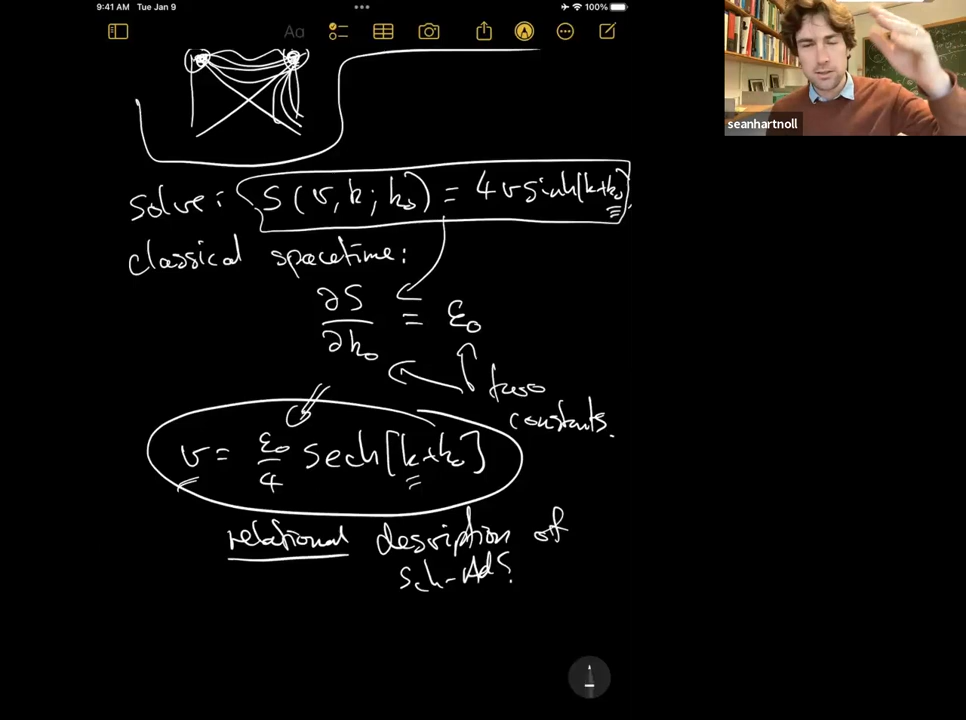 9:41 AM Tue Jan 9
100%
Aa
seanhartnoll
solve: S(v, k; k₀) = 4v sinh[k+k₀]
classical spacetime:
∂S/∂k₀ = ε₀
two
constants.
v = ε₀/4 sech[k+k₀]
relational description of
Sch-AdS